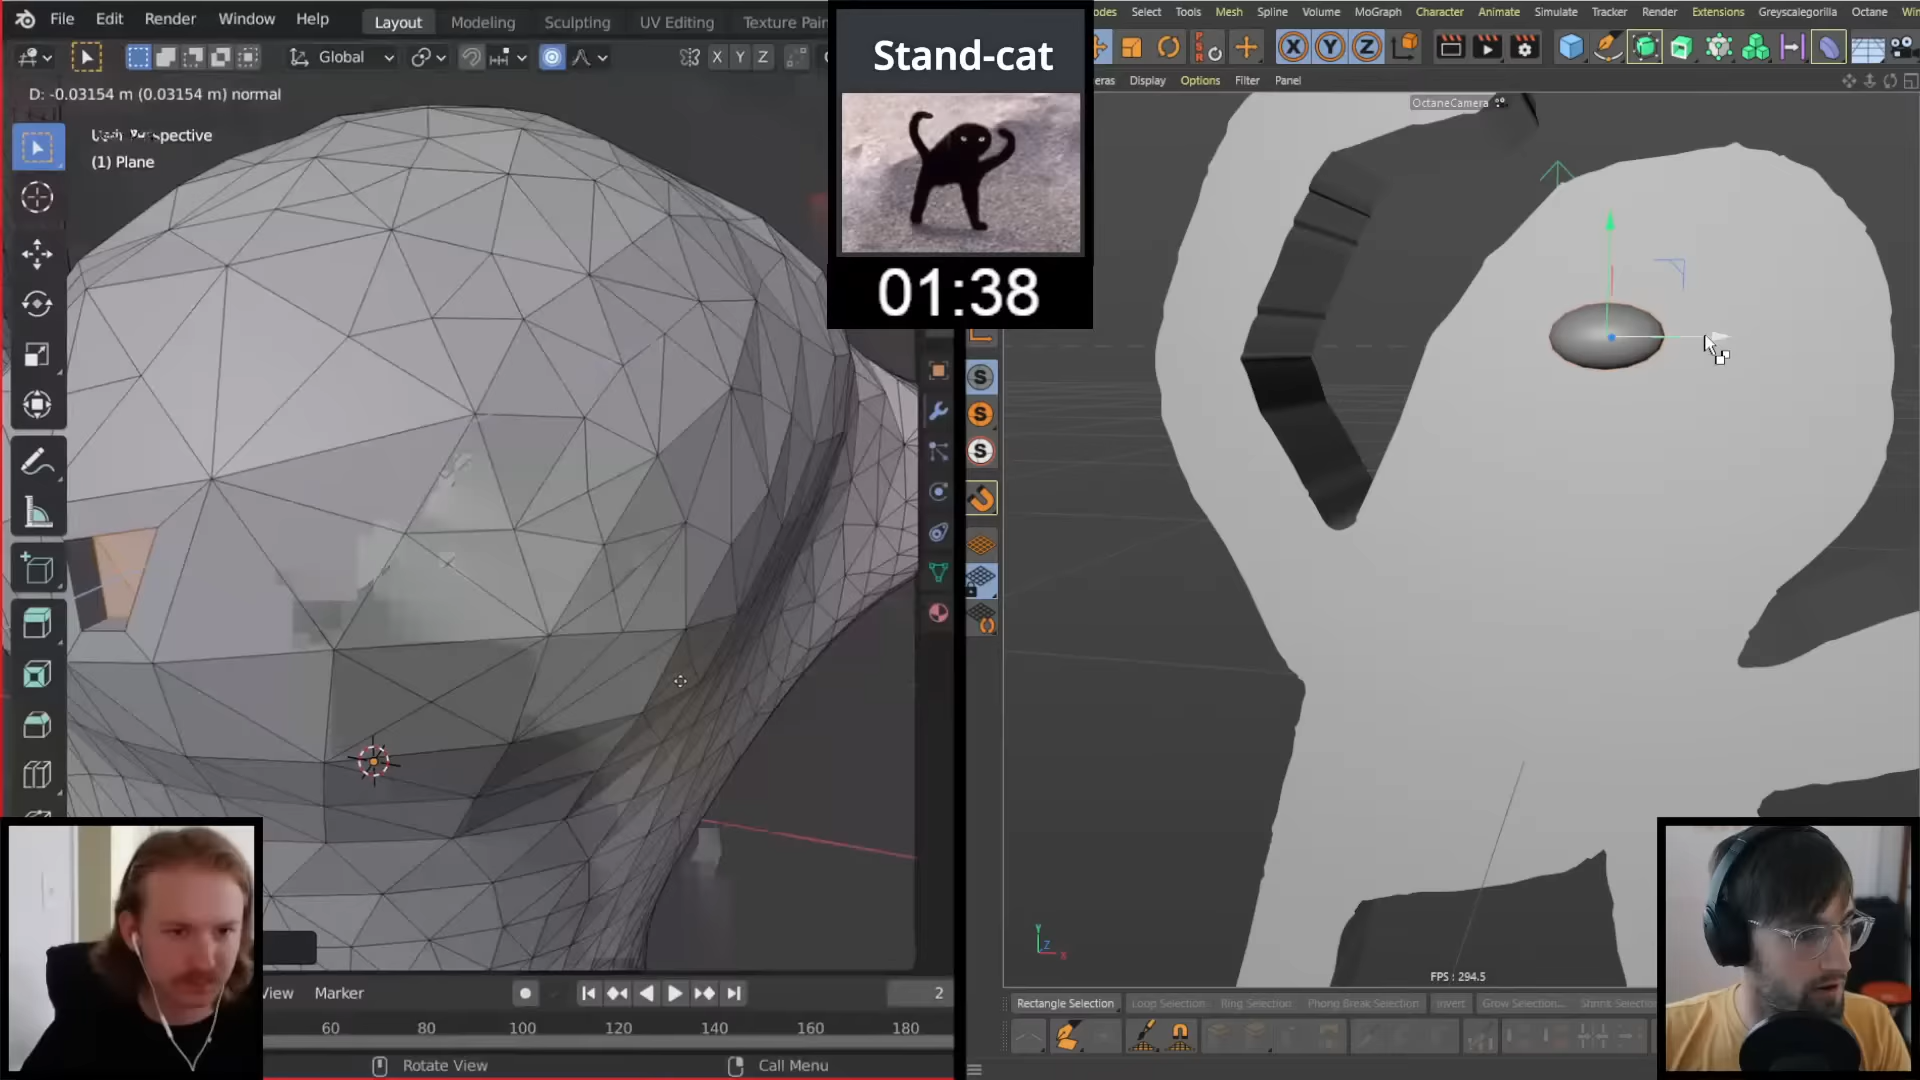 File Edit Render Window Help
Layout Modeling Sculpting UV Editing
Global
X Y Z
D: -0.03154 m (0.03154 m) normal
(1) Plane
View Marker
2
60 80 100 120 140 160 180
Rotate View
Call Menu
Stand-cat
01:38
Select Tools Mesh Spline Volume MoGraph Character Animate Simulate Tracker Render Extensions Greyscalegorilla Octane
X Y Z
PSR
Display Options Filter Panel
OctaneCamera
S
S
S
Y
Z
X
FPS : 294.5
Rectangle Selection Loop Selection Ring Selection Phong Break Selection Invert Grow Selection...